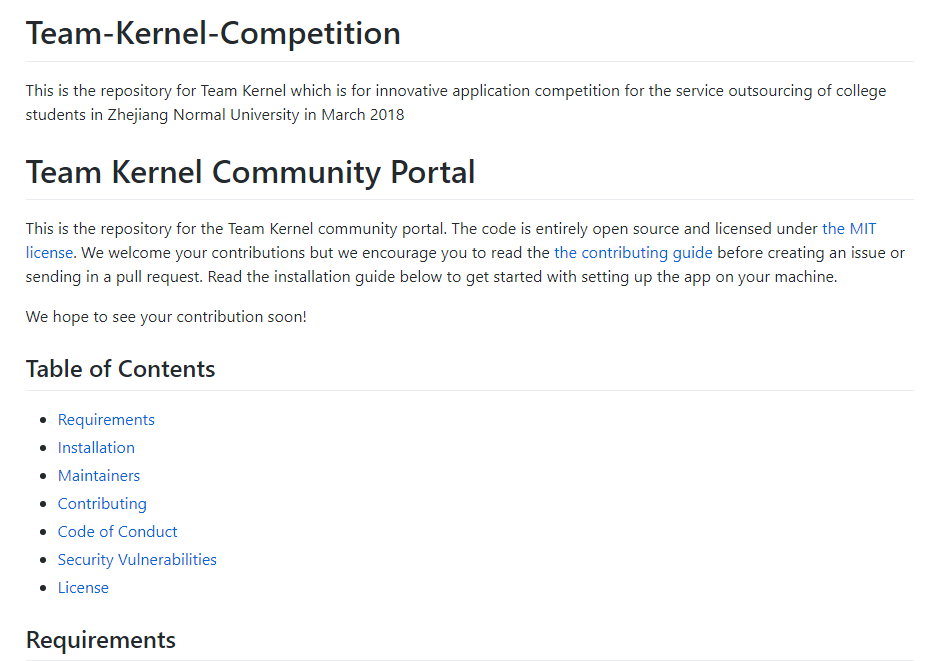 Team-Kernel-Competition
This is the repository for Team Kernel which is for innovative application competition for the service outsourcing of college
students in Zhejiang Normal University in March 2018
Team Kernel Community Portal
This is the repository for the Team Kernel community portal. The code is entirely open source and licensed under the MIT
license. We welcome your contributions but we encourage you to read the the contributing guide before creating an issue or
sending in a pull request. Read the installation guide below to get started with setting up the app on your machine.
We hope to see your contribution soon!
Table of Contents
Requirements
Installation
Maintainers
Contributing
Code of Conduct
Security Vulnerabilities
License
Requirements